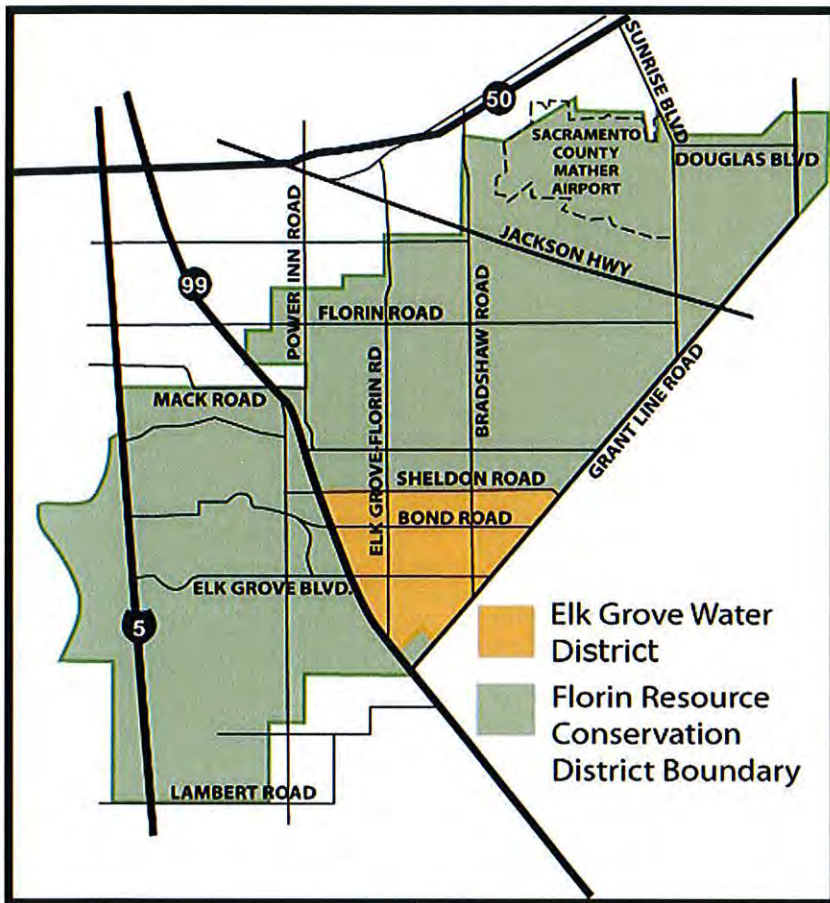 50
SUNRISE BLVD
SACRAMENTO
COUNTY
MATHER
AIRPORT
DOUGLAS BLVD
JACKSON HWY
POWER INN ROAD
99
FLORIN ROAD
BRADSHAW ROAD
ELK GROVE-FLORIN RD
GRANT LINE ROAD
MACK ROAD
SHELDON ROAD
BOND ROAD
ELK GROVE BLVD.
5
LAMBERT ROAD
Elk Grove Water
District
Florin Resource
Conservation
District Boundary